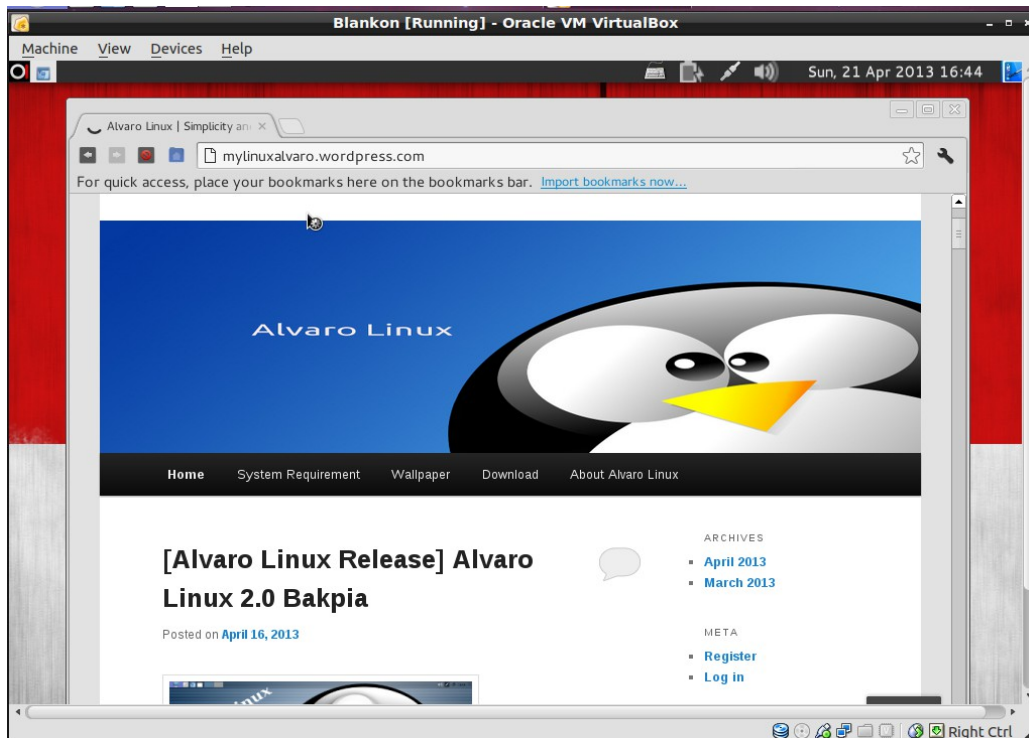 Blankon [Running] - Oracle VM VirtualBox
Machine View Devices Help
Sun, 21 Apr 2013 16:44
Alvaro Linux | Simplicity an
mylinuxalvaro.wordpress.com
For quick access, place your bookmarks here on the bookmarks bar. Import bookmarks now...
Alvaro Linux
Home System Requirement Wallpaper Download About Alvaro Linux
[Alvaro Linux Release] Alvaro
Linux 2.0 Bakpia
Posted on April 16, 2013
ARCHIVES
April 2013
March 2013
META
Register
Log in
Right Ctrl